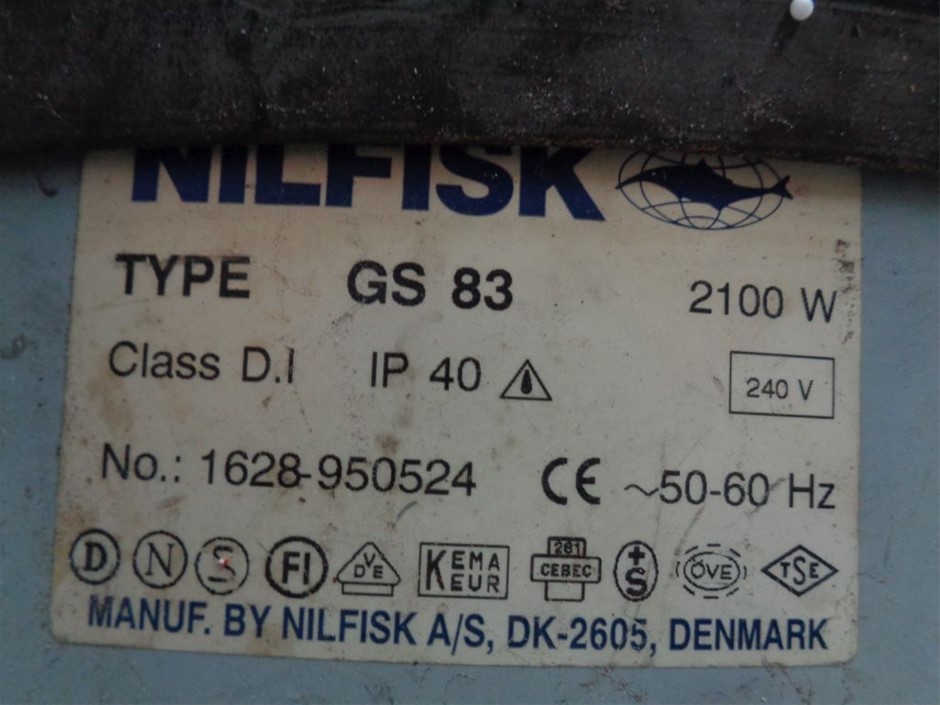 NILFISK
TYPE GS 83 2100 W
Class D.I IP 40 240 V
No.: 1628-950524 CE ~50-60 Hz
D N S FI VDE KEMA KEUR 281 CEBEC +S ÖVE TSE
MANUF. BY NILFISK A/S, DK-2605, DENMARK